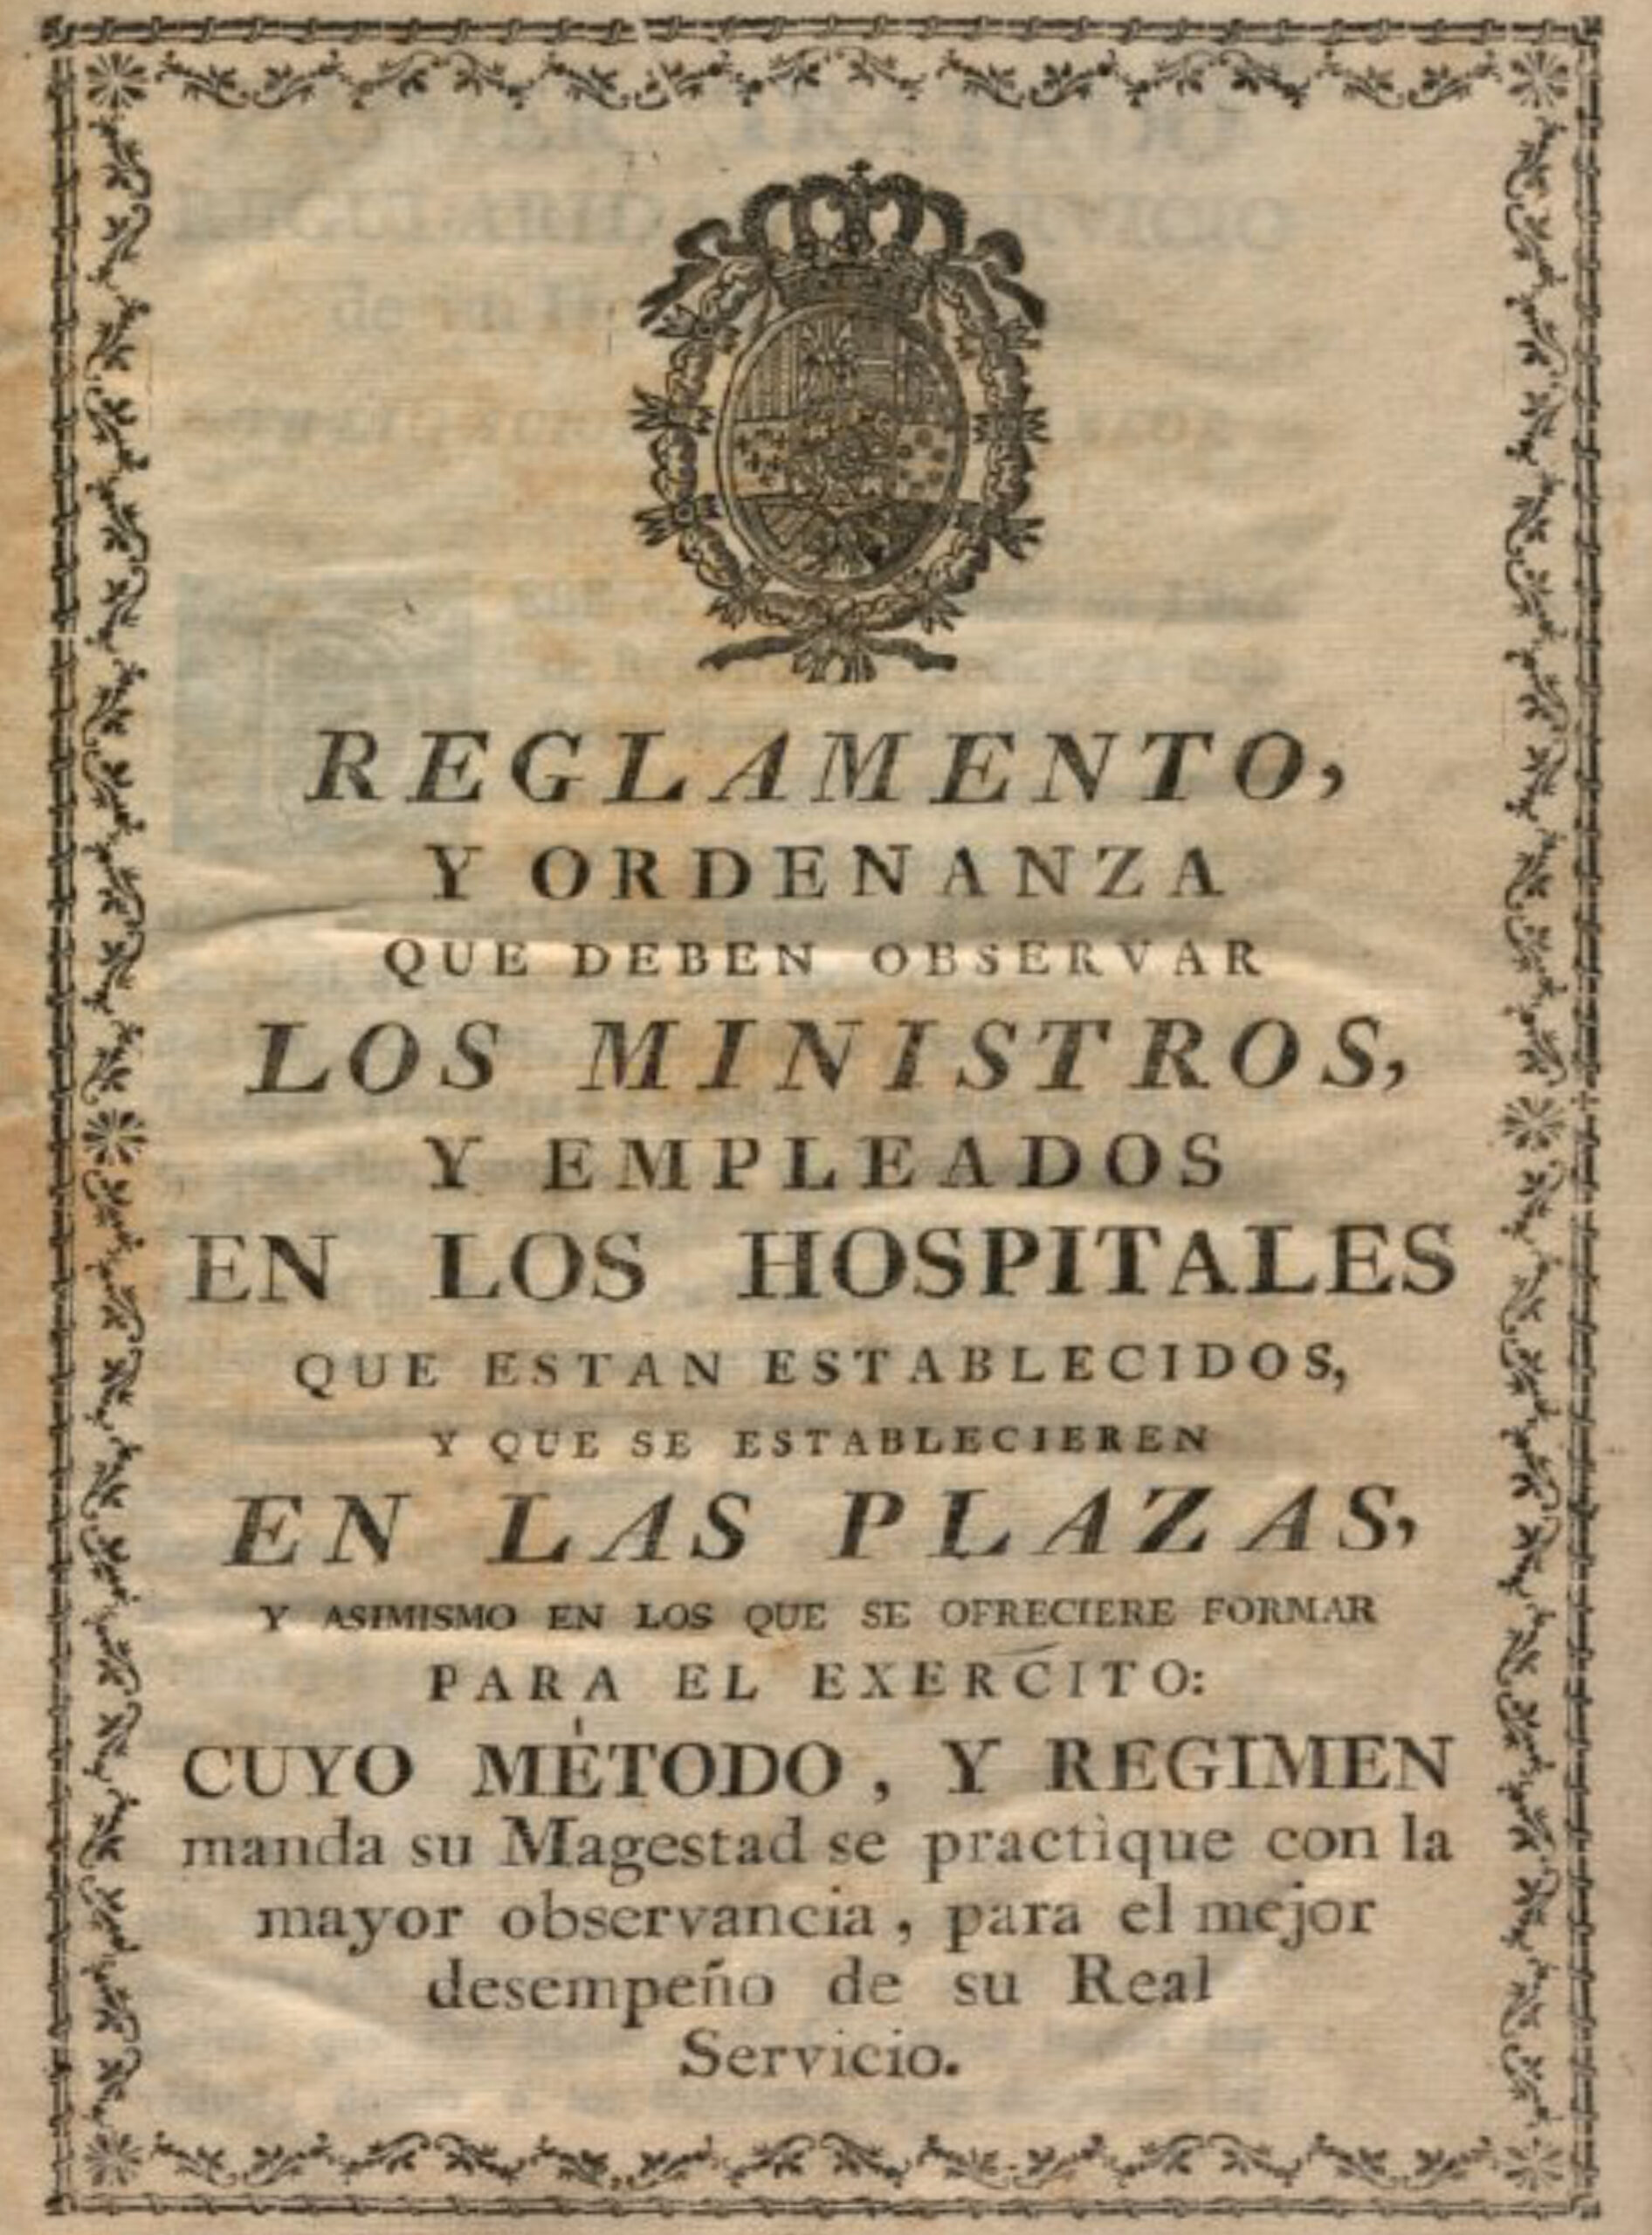 REGLAMENTO,
Y ORDENANZA
QUE DEBEN OBSERVAR
LOS MINISTROS,
Y EMPLEADOS
EN LOS HOSPITALES
QUE ESTAN ESTABLECIDOS,
Y QUE SE ESTABLECIEREN
EN LAS PLAZAS,
Y ASIMISMO EN LOS QUE SE OFRECIERE FORMAR
PARA EL EXERCITO:
CUYO MÉTODO, Y REGIMEN
manda su Magestad se practique con la
mayor observancia, para el mejor
desempeño de su Real
Servicio.